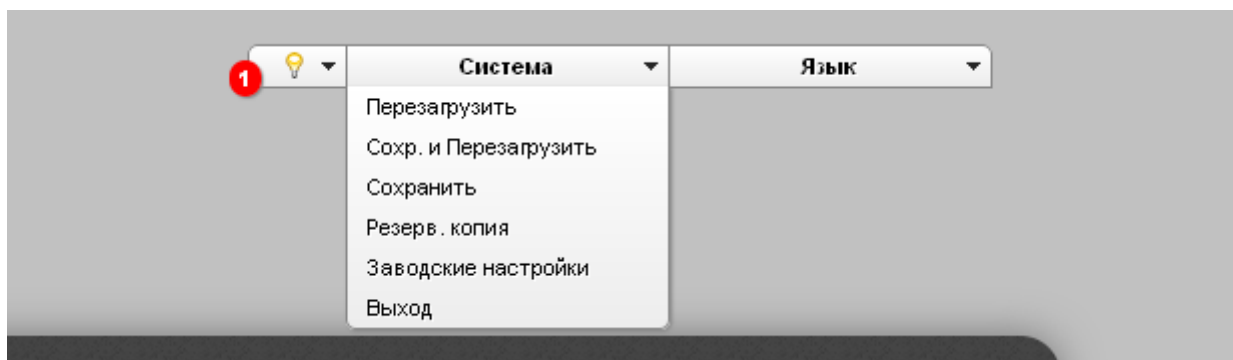 1
Система
Язык
Перезагрузить
Сохр. и Перезагрузить
Сохранить
Резерв. копия
Заводские настройки
Выход